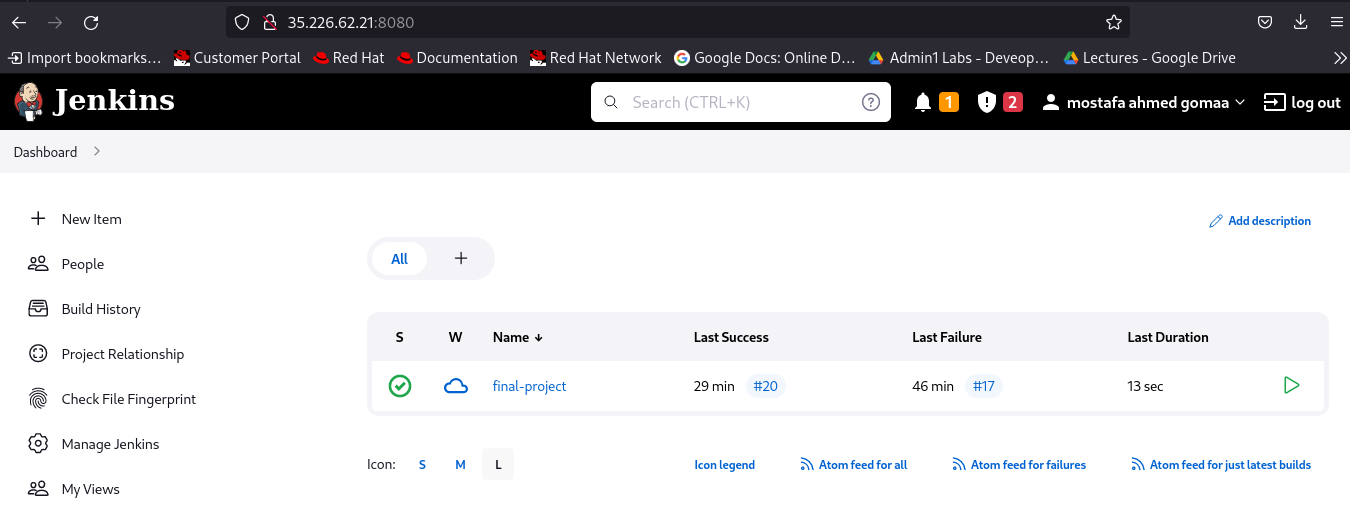 35.226.62.21:8080
Import bookmarks... Customer Portal Red Hat Documentation Red Hat Network Google Docs: Online D... Admin1 Labs - Deveop... Lectures - Google Drive
Jenkins Search (CTRL+K) ? 1 2 mostafa ahmed gomaa log out
Dashboard
New Item
Add description
All
People
Build History
S W Name ↓ Last Success Last Failure Last Duration
Project Relationship
final-project 29 min #20 46 min #17 13 sec
Check File Fingerprint
Manage Jenkins
Icon: S M L Icon legend Atom feed for all Atom feed for failures Atom feed for just latest builds
My Views